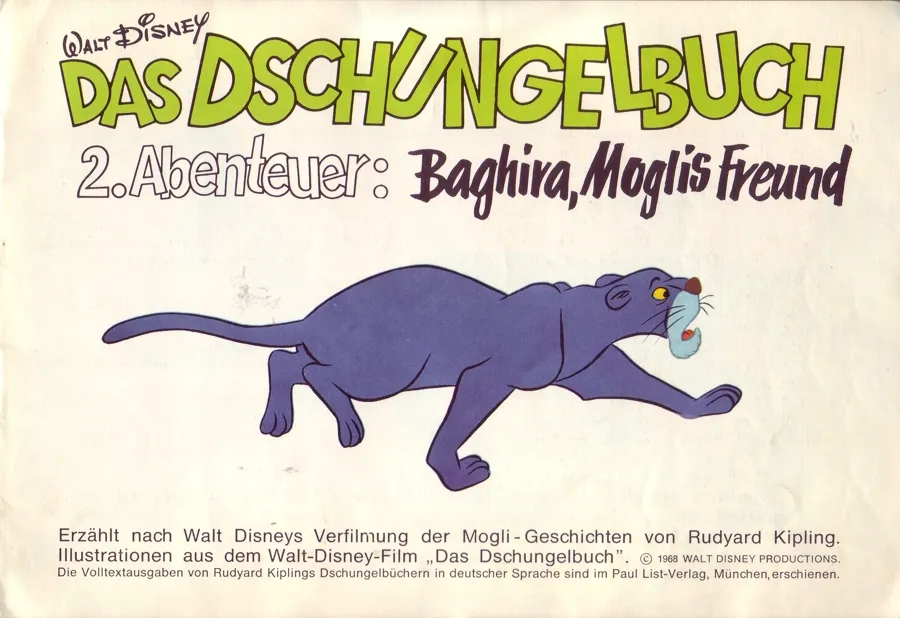 WALT DISNEY
DAS DSCHUNGELBUCH
2. Abenteuer: Baghira, Moglis Freund
Erzählt nach Walt Disneys Verfilmung der Mogli-Geschichten von Rudyard Kipling.
Illustrationen aus dem Walt-Disney-Film „Das Dschungelbuch”. © 1968 WALT DISNEY PRODUCTIONS.
Die Volltextausgaben von Rudyard Kiplings Dschungelbüchern in deutscher Sprache sind im Paul List-Verlag, München, erschienen.